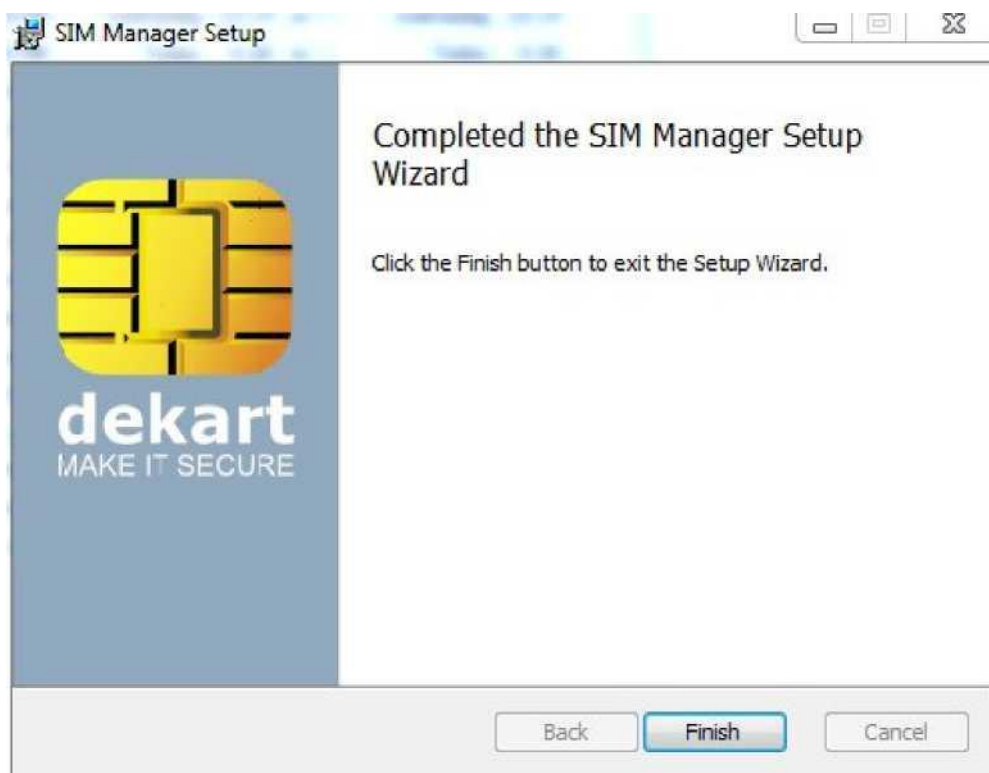 SIM Manager Setup
Completed the SIM Manager Setup
Wizard
Click the Finish button to exit the Setup Wizard.
dekart
MAKE IT SECURE
Back
Finish
Cancel